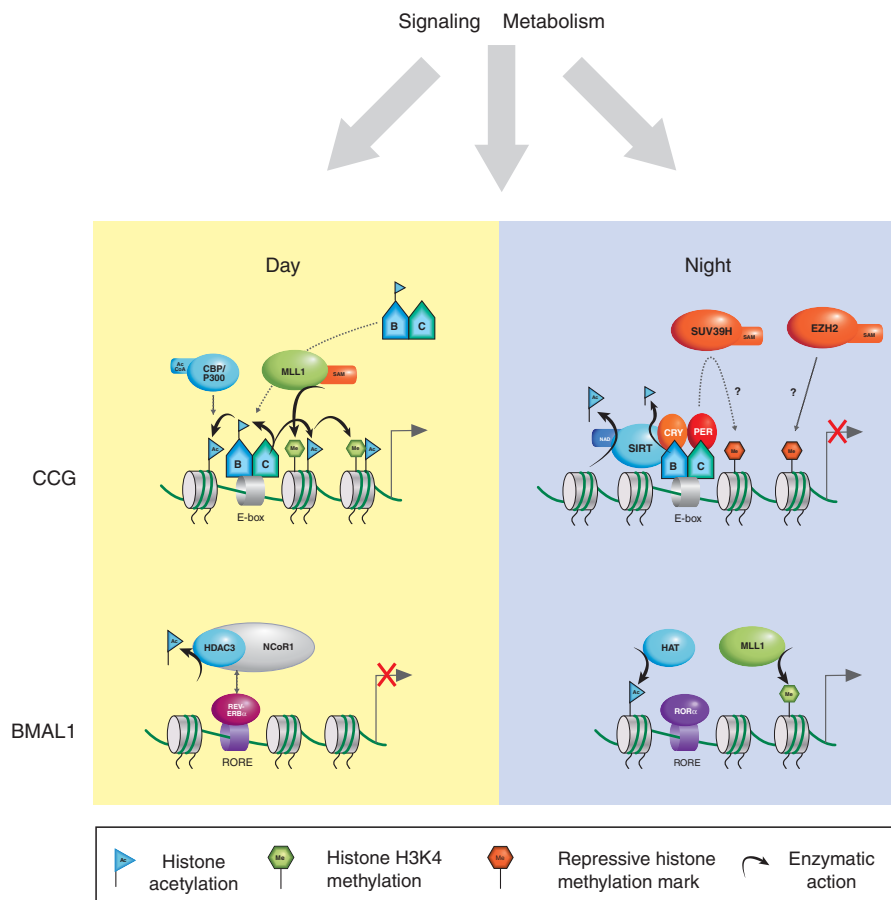 Signaling Metabolism
Day
Night
CCG
B C
Ac CoA
CBP/
P300
MLL1
SAM
Ac
B C
Me
Ac
Me
Ac
E-box
SUV39H
SAM
EZH2
SAM
?
?
Ac
NAD
SIRT
CRY
PER
B C
Me
Me
E-box
BMAL1
Ac
HDAC3
NCoR1
REV-
ERBα
RORE
HAT
MLL1
Ac
Me
RORα
RORE
Ac
Histone
acetylation
Me
Histone H3K4
methylation
Me
Repressive histone
methylation mark
Enzymatic
action